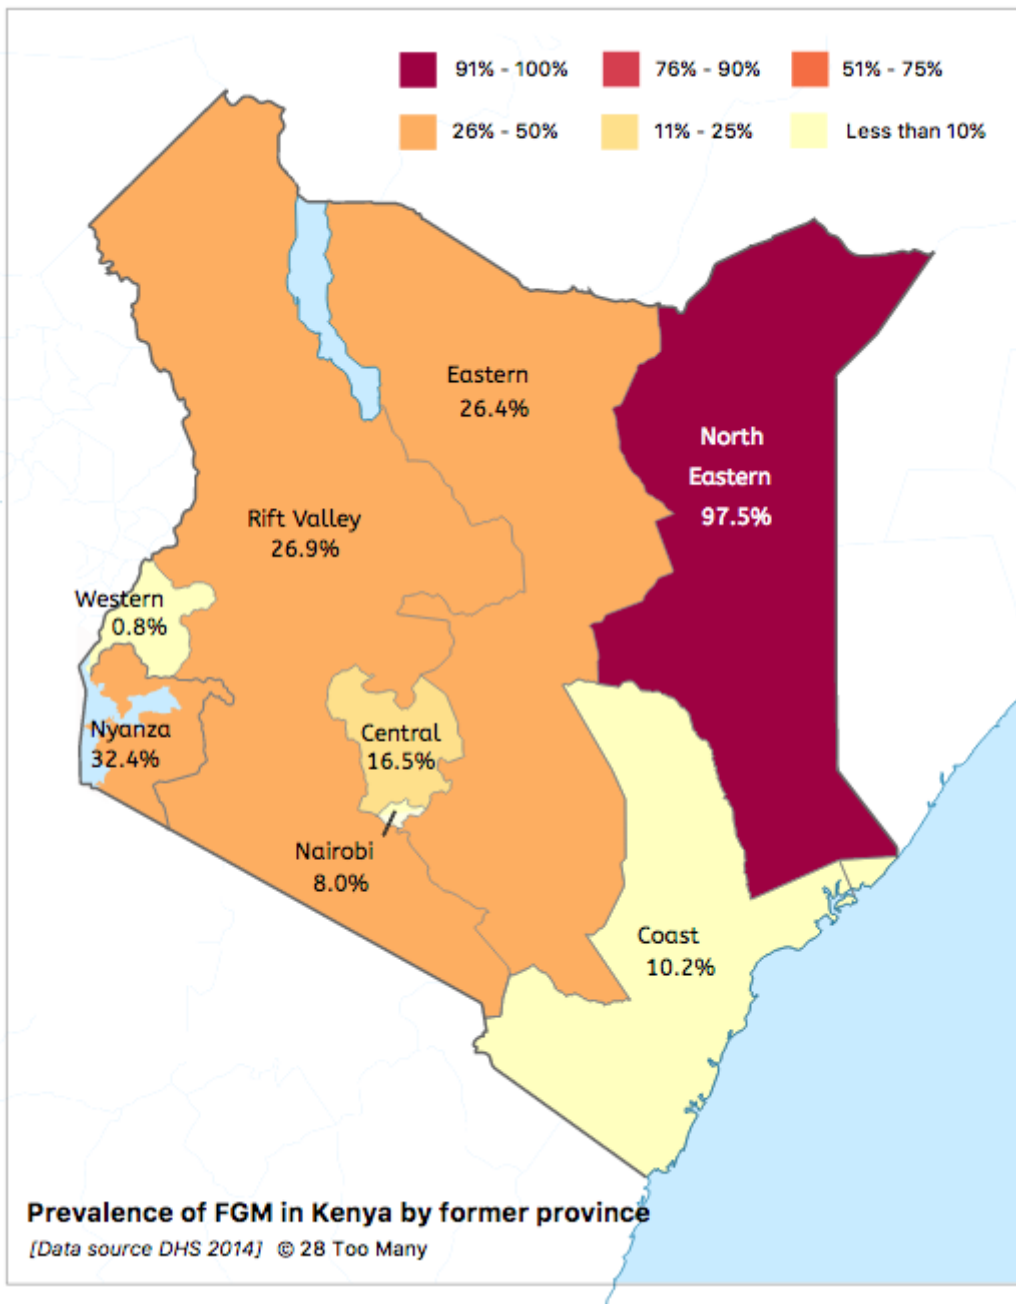 91% - 100%
76% - 90%
51% - 75%
26% - 50%
11% - 25%
Less than 10%
Eastern
26.4%
North
Eastern
97.5%
Rift Valley
26.9%
Western
0.8%
Nyanza
32.4%
Central
16.5%
Nairobi
8.0%
Coast
10.2%
Prevalence of FGM in Kenya by former province
[Data source DHS 2014] © 28 Too Many